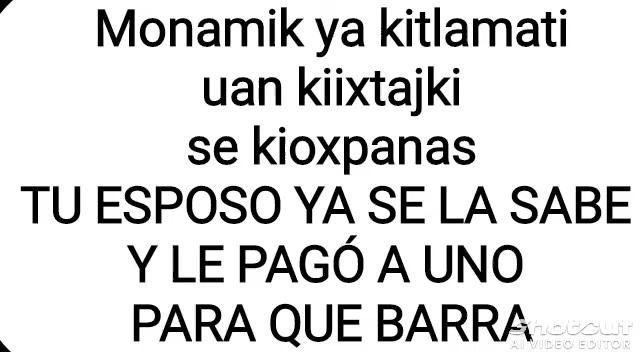 Monamik ya kitlamati
uan kiixtajki
se kioxpanas
TU ESPOSO YA SE LA SABE
Y LE PAGÓ A UNO
PARA QUE BARRA
Shotcut
AI VIDEO EDITOR